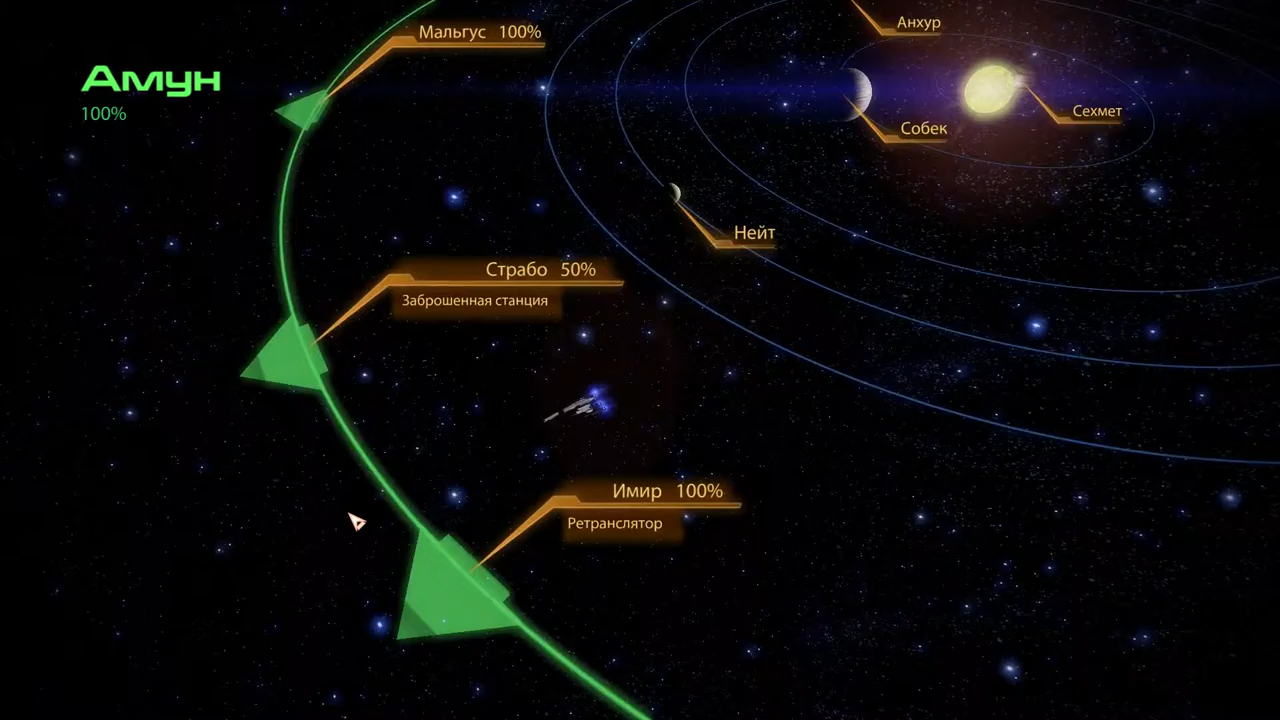 Мальгус 100%
Анхур
Амун
100%
Сехмет
Собек
Нейт
Страбо 50%
Заброшенная станция
Имир 100%
Ретранслятор